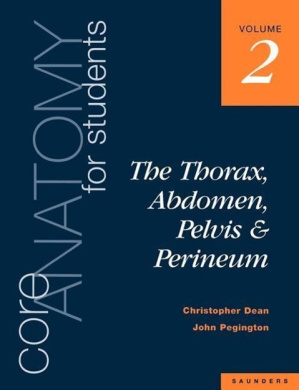 VOLUME
2
core
ANATOMY
for students
The Thorax,
Abdomen,
Pelvis &
Perineum
Christopher Dean
John Pegington
SAUNDERS